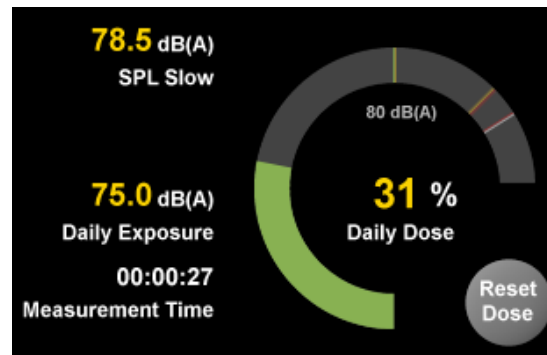 78.5 dB(A)
SPL Slow
80 dB(A)
75.0 dB(A)
Daily Exposure
31 %
Daily Dose
00:00:27
Measurement Time
Reset
Dose